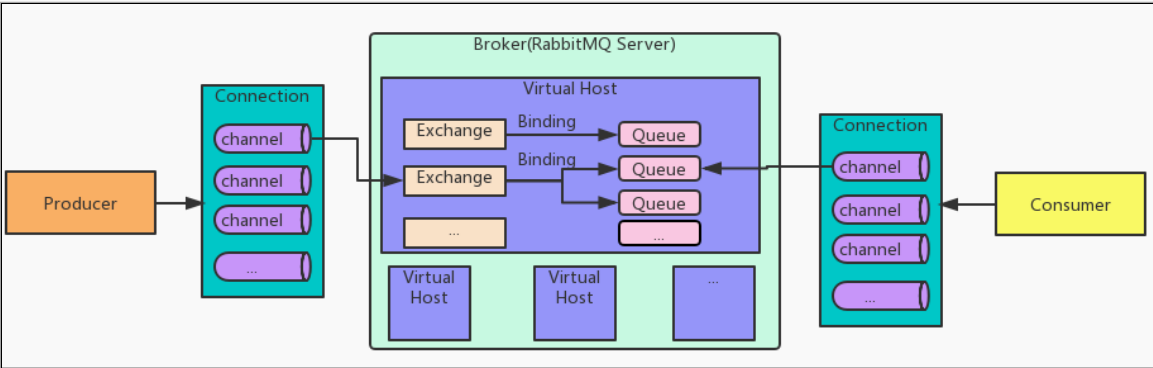 Broker(RabbitMQ Server)
Virtual Host
Connection
channel
channel
channel
...
Producer
Exchange
Binding
Queue
Exchange
Binding
Queue
Queue
...
...
Virtual
Host
Virtual
Host
...
Connection
channel
channel
channel
...
Consumer